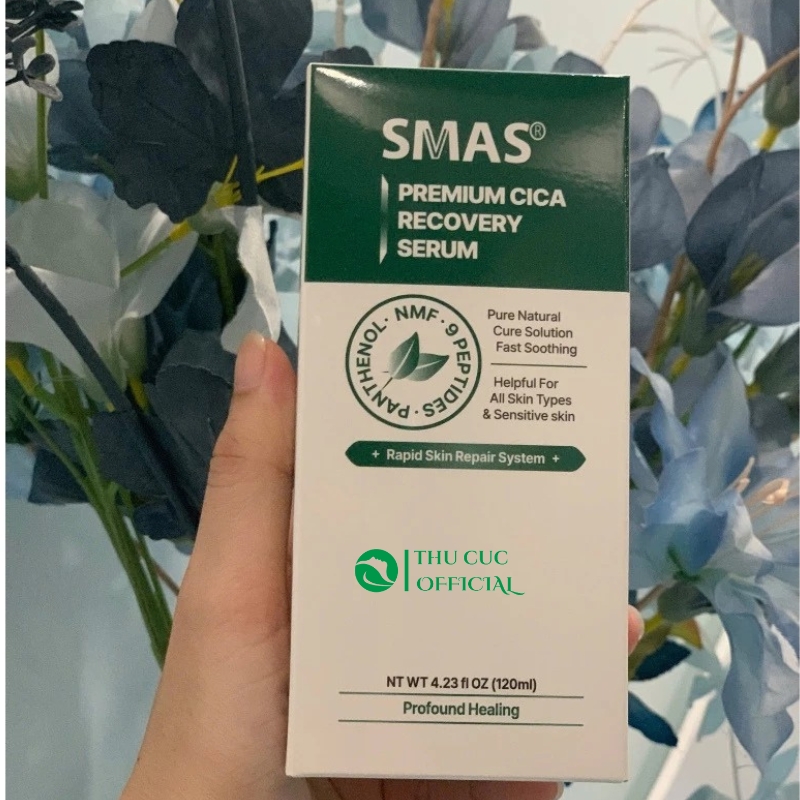 SMAS®
PREMIUM CICA
RECOVERY
SERUM
PANTHENOL · NMF · 9 PEPTIDES ·
Pure Natural
Cure Solution
Fast Soothing
Helpful For
All Skin Types
& Sensitive skin
+ Rapid Skin Repair System +
THU CUC
OFFICIAL
NT WT 4.23 fl OZ (120ml)
Profound Healing